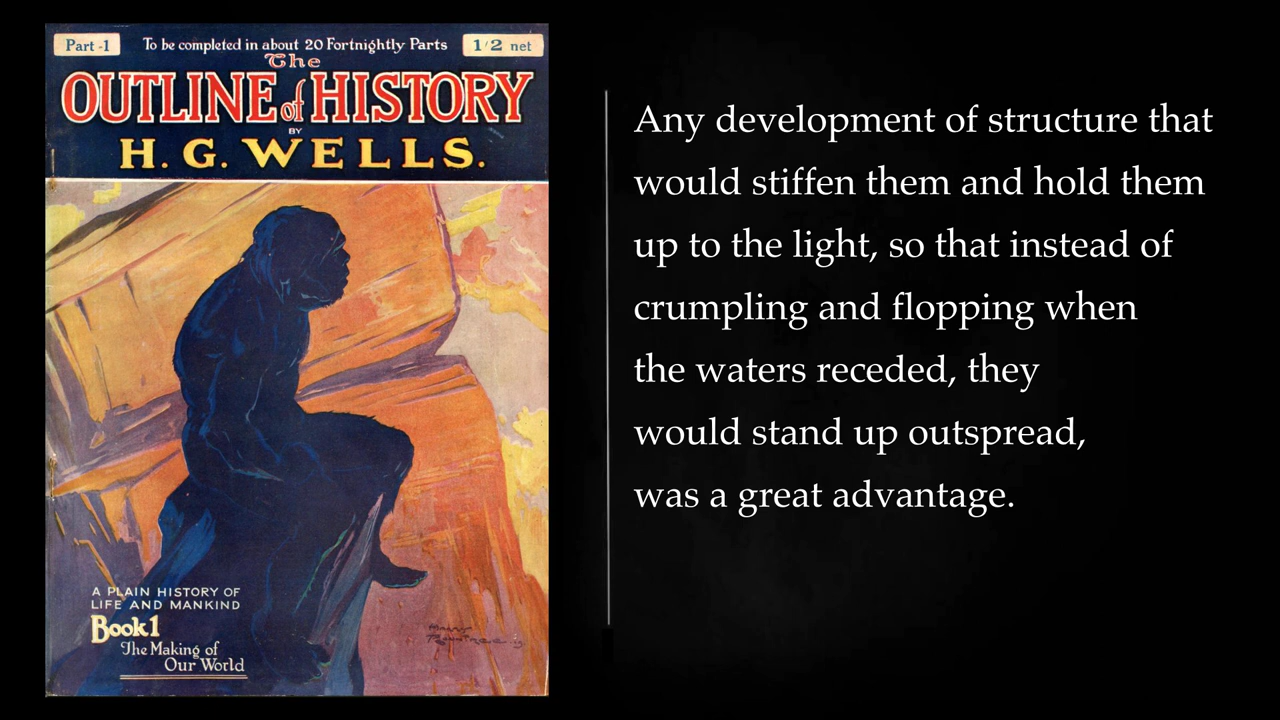 Part -1
To be completed in about 20 Fortnightly Parts
1/2 net
The
OUTLINE of HISTORY
BY
H. G. WELLS.
A PLAIN HISTORY OF
LIFE AND MANKIND
Book 1
The Making of
Our World
Any development of structure that
would stiffen them and hold them
up to the light, so that instead of
crumpling and flopping when
the waters receded, they
would stand up outspread,
was a great advantage.